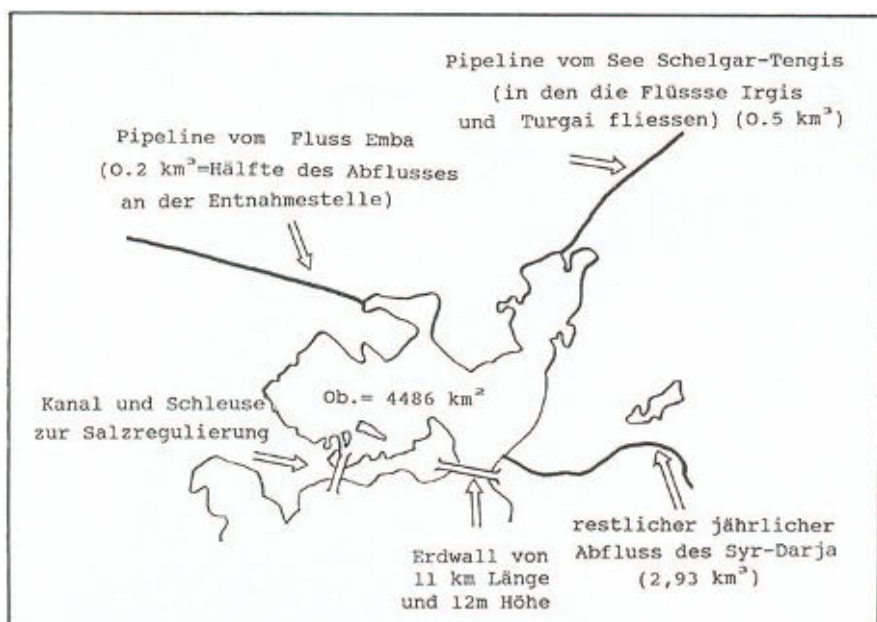 Pipeline vom See Schelgar-Tengis
(in den die Flüssse Irgis
und Turgai fliessen) (0.5 km³)
Pipeline vom Fluss Emba
(0.2 km³=Hälfte des Abflusses
an der Entnahmestelle)
Ob.= 4486 km²
Kanal und Schleuse
zur Salzregulierung
Erdwall von
11 km Länge
und 12m Höhe
restlicher jährlicher
Abfluss des Syr-Darja
(2,93 km³)